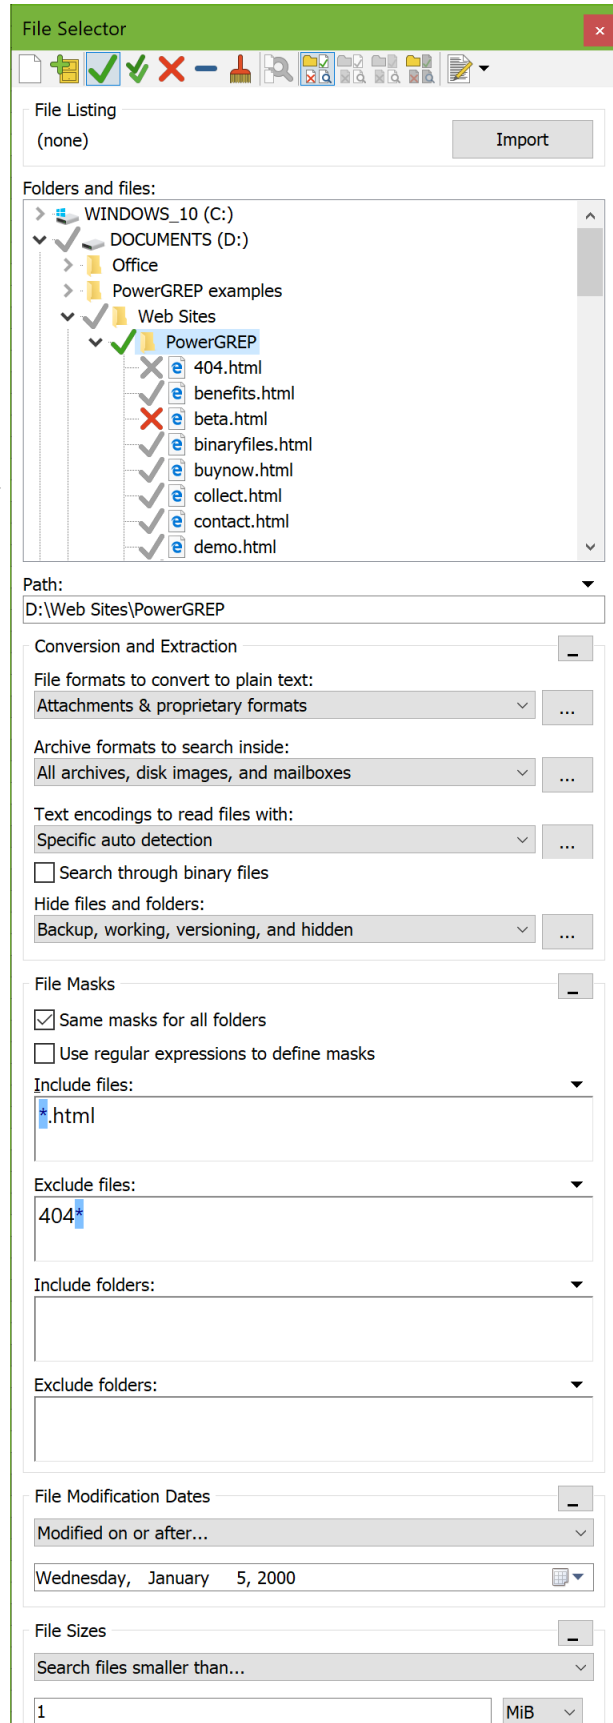 File Selector
File Listing
(none)
Import
Folders and files:
WINDOWS_10 (C:)
DOCUMENTS (D:)
Office
PowerGREP examples
Web Sites
PowerGREP
404.html
benefits.html
beta.html
binaryfiles.html
buynow.html
collect.html
contact.html
demo.html
Path:
D:\Web Sites\PowerGREP
Conversion and Extraction
File formats to convert to plain text:
Attachments & proprietary formats
...
Archive formats to search inside:
All archives, disk images, and mailboxes
...
Text encodings to read files with:
Specific auto detection
...
Search through binary files
Hide files and folders:
Backup, working, versioning, and hidden
...
File Masks
Same masks for all folders
Use regular expressions to define masks
Include files:
*.html
Exclude files:
404*
Include folders:
Exclude folders:
File Modification Dates
Modified on or after...
Wednesday, January 5, 2000
File Sizes
Search files smaller than...
1 MiB